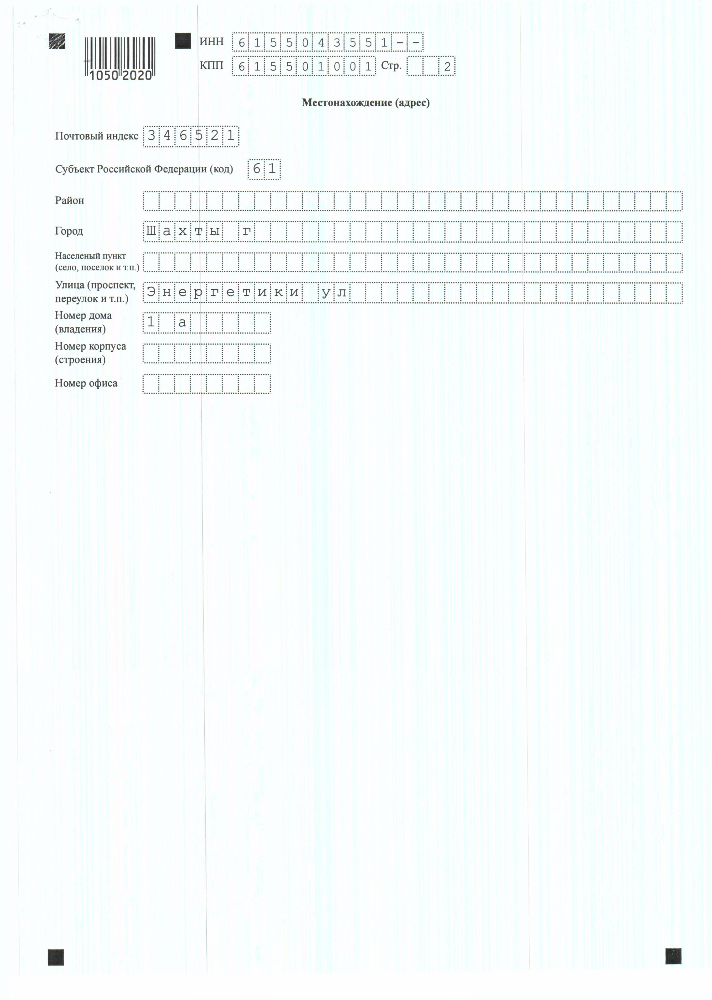 ИНН 6155043551--
1050 2020
КПП 615501001 Стр. 2
Местонахождение (адрес)
Почтовый индекс 346521
Субъект Российской Федерации (код) 61
Район
Город Шахты г
Населеный пункт
(село, поселок и т.п.)
Улица (проспект,
переулок и т.п.) Энергетики ул
Номер дома
(владения) 1 а
Номер корпуса
(строения)
Номер офиса